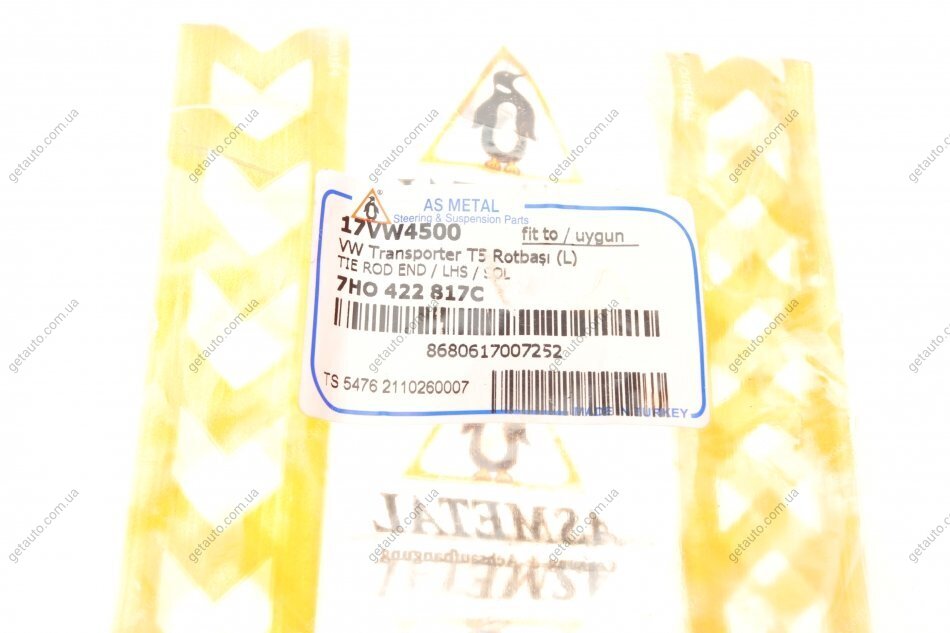 AS METAL
Steering & Suspension Parts
17VW4500 fit to / uygun
VW Transporter T5 Rotbaşı (L)
TIE ROD END / LHS / SOL
7HO 422 817C
8680617007252
TS 5476 2110260007
MADE IN TURKEY
ASMETAL
getauto.com.ua